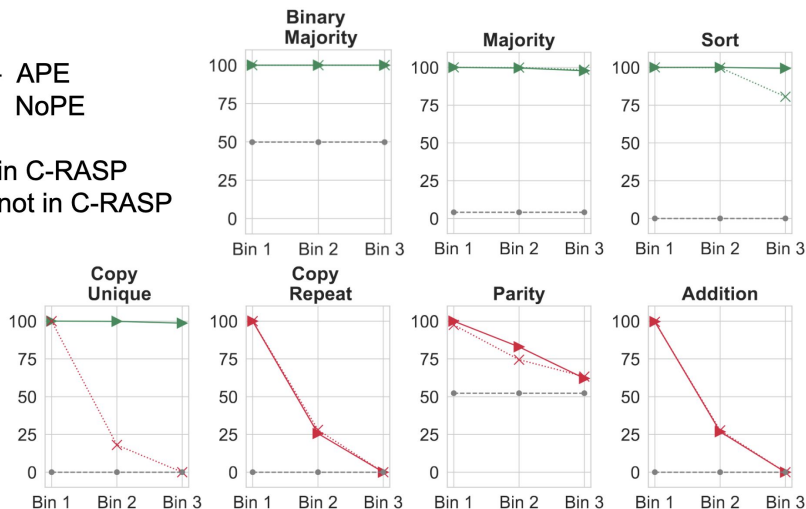 APE
NoPE
in C-RASP
not in C-RASP
Binary
Majority
100
75
50
25
0
Bin 1 Bin 2 Bin 3
Majority
100
75
50
25
0
Bin 1 Bin 2 Bin 3
Sort
100
75
50
25
0
Bin 1 Bin 2 Bin 3
Copy
Unique
100
75
50
25
0
Bin 1 Bin 2 Bin 3
Copy
Repeat
100
75
50
25
0
Bin 1 Bin 2 Bin 3
Parity
100
75
50
25
0
Bin 1 Bin 2 Bin 3
Addition
100
75
50
25
0
Bin 1 Bin 2 Bin 3